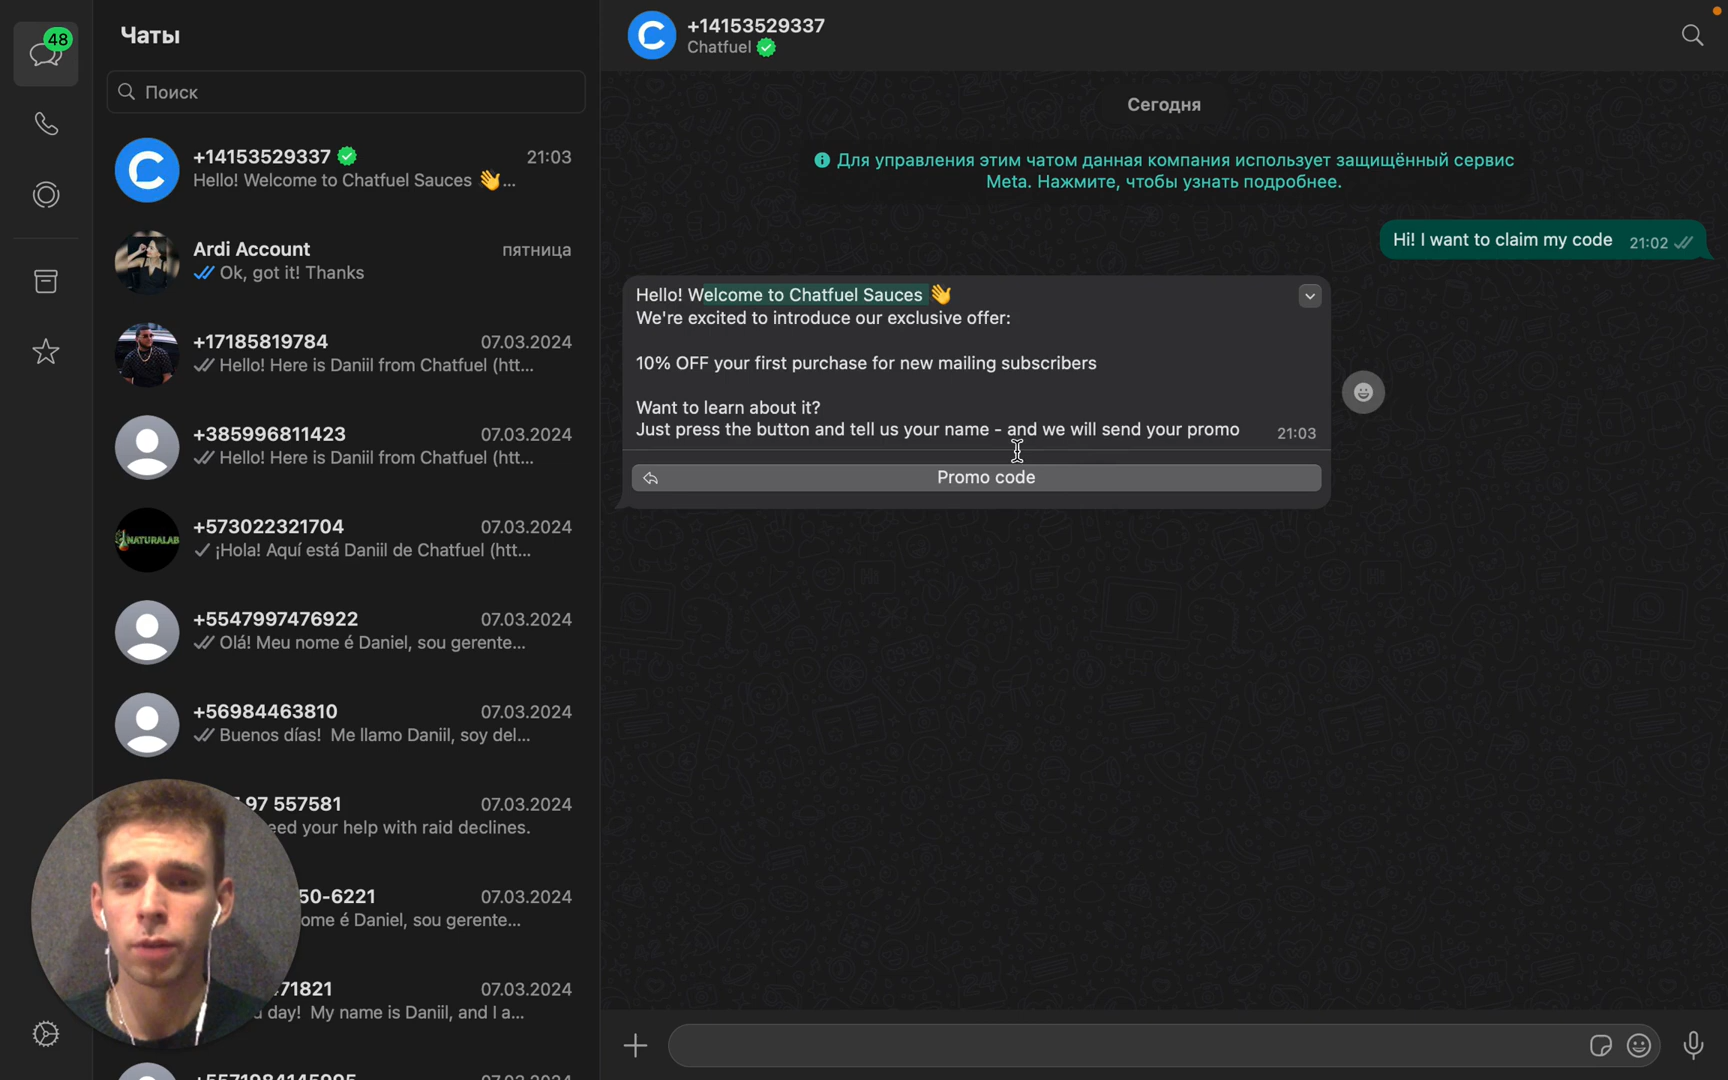 48
Чаты
Поиск
+14153529337
21:03
Hello! Welcome to Chatfuel Sauces 👋...
Ardi Account
пятница
Ok, got it! Thanks
+17185819784
07.03.2024
Hello! Here is Daniil from Chatfuel (htt...
+385996811423
07.03.2024
Hello! Here is Daniil from Chatfuel (htt...
NATURALAB
+573022321704
07.03.2024
¡Hola! Aquí está Daniil de Chatfuel (htt...
+5547997476922
07.03.2024
Olá! Meu nome é Daniel, sou gerente...
+56984463810
07.03.2024
Buenos días! Me llamo Daniil, soy del...
97 557581
07.03.2024
eed your help with raid declines.
50-6221
07.03.2024
ome é Daniel, sou gerente...
71821
07.03.2024
day! My name is Daniil, and I a...
+14153529337
Chatfuel
Сегодня
Для управления этим чатом данная компания использует защищённый сервис
Meta. Нажмите, чтобы узнать подробнее.
Hi! I want to claim my code 21:02
Hello! Welcome to Chatfuel Sauces 👋
We're excited to introduce our exclusive offer:
10% OFF your first purchase for new mailing subscribers
Want to learn about it?
Just press the button and tell us your name - and we will send your promo 21:03
Promo code